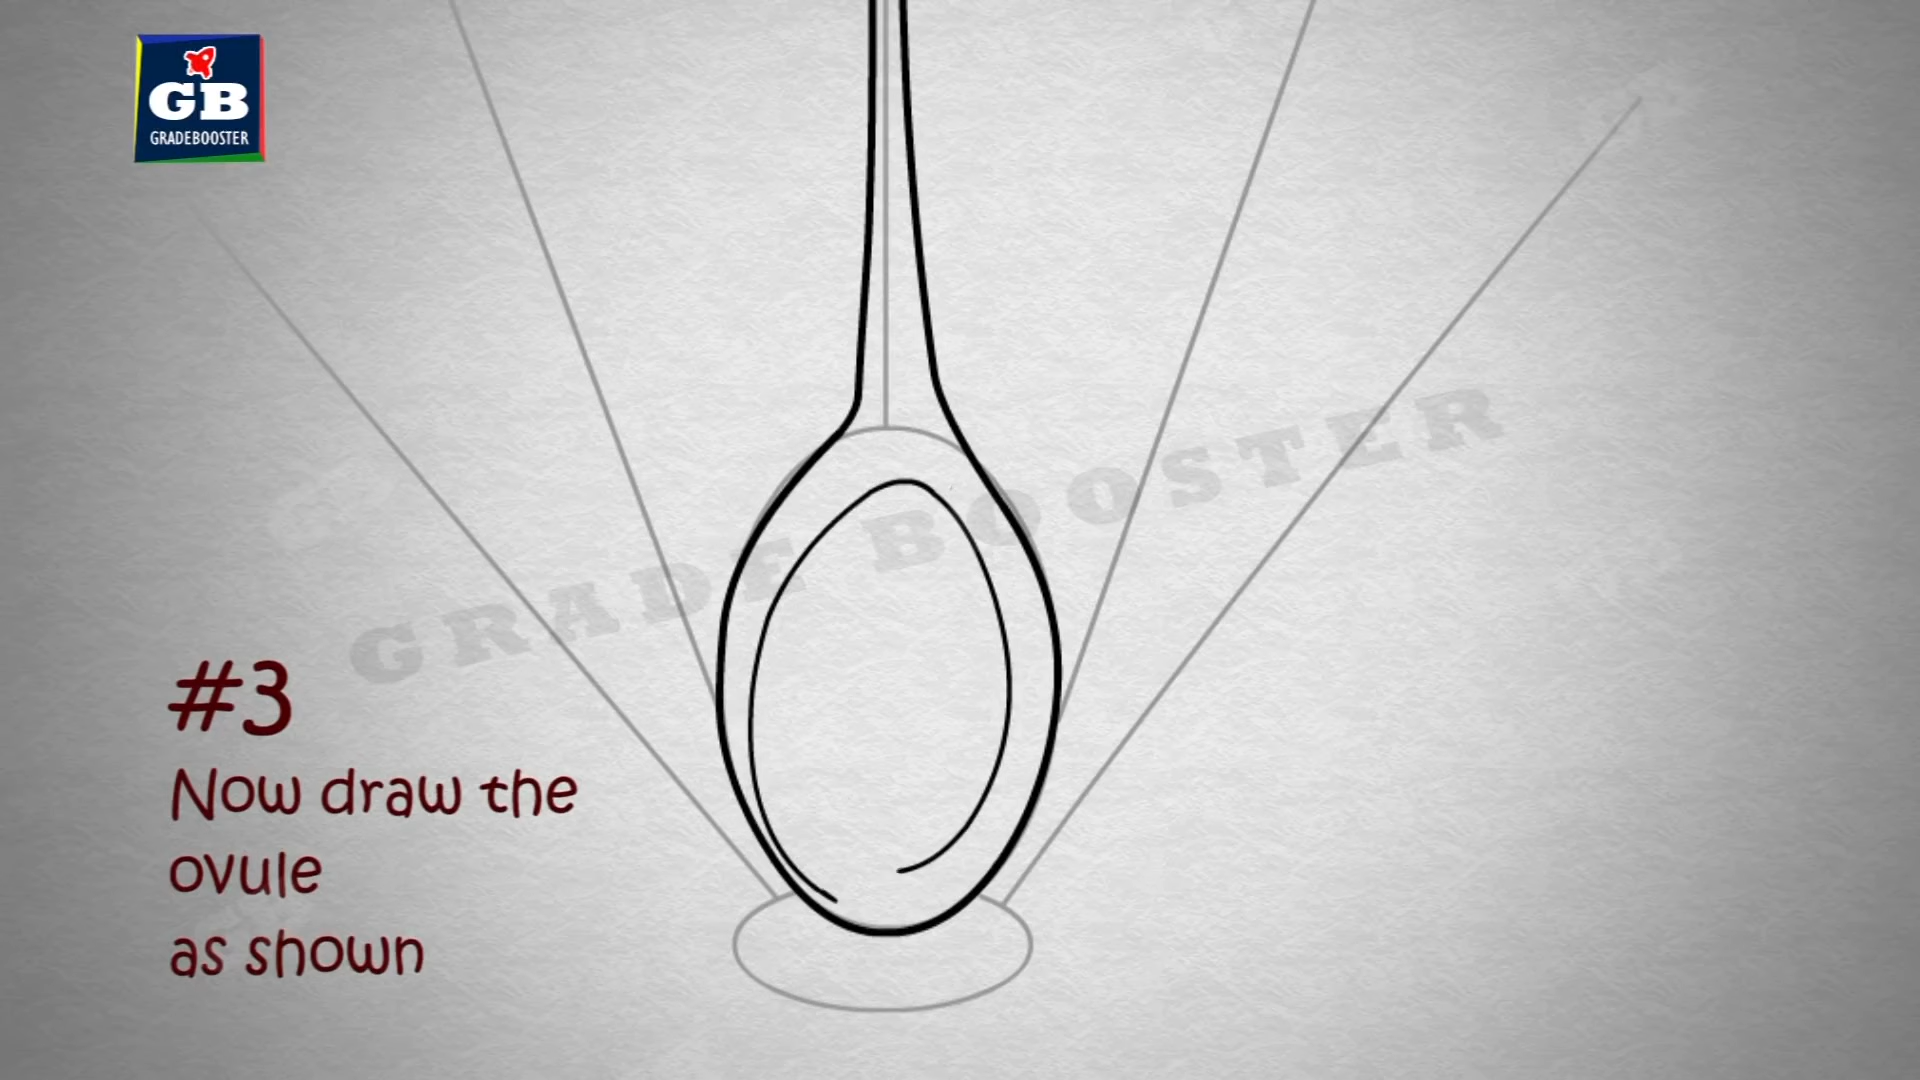 GB
GRADEBOOSTER
GRADE BOOSTER
#3
Now draw the
ovule
as shown